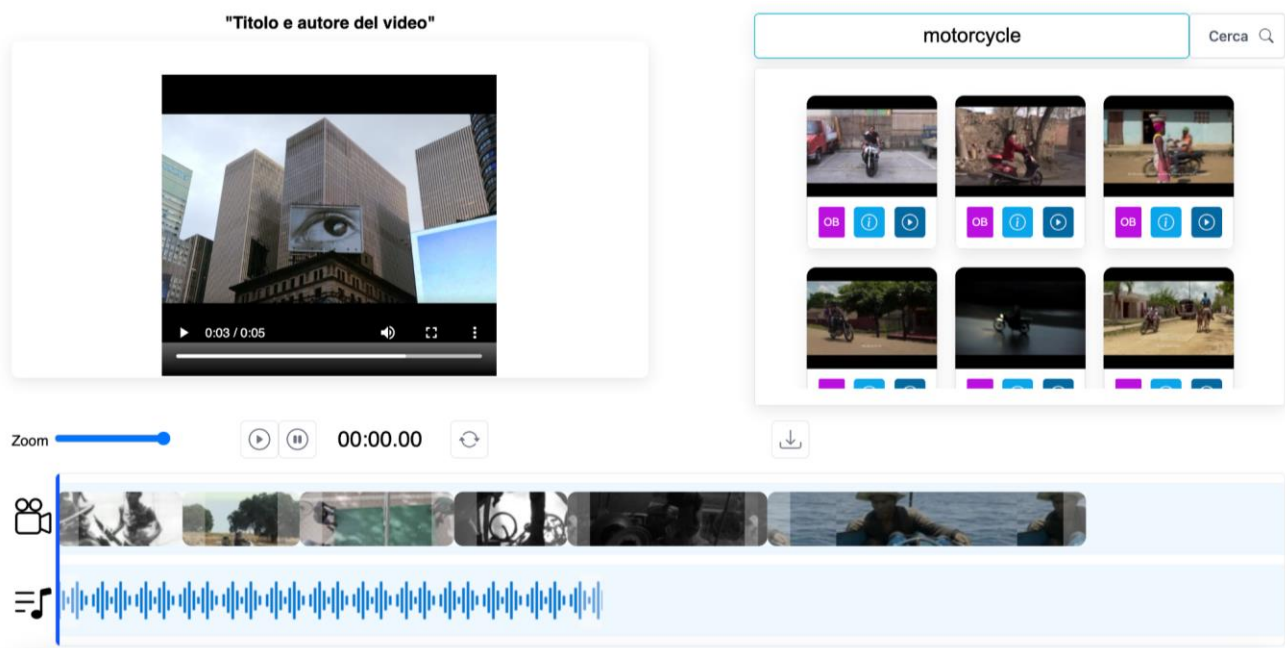 "Titolo e autore del video"
motorcycle
Cerca
OB
OB
OB
0:03 / 0:05
Zoom
00:00.00